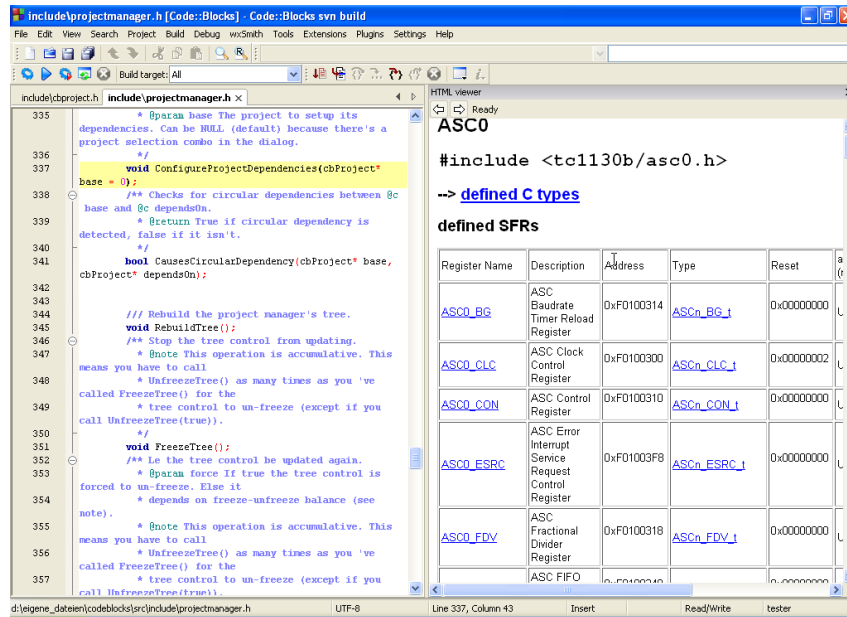 include\projectmanager.h [Code::Blocks] - Code::Blocks svn build
File Edit View Search Project Build Debug wxSmith Tools Extensions Plugins Settings Help
Build target: All
include\cbproject.h include\projectmanager.h
335 * @param base The project to setup its
dependencies. Can be NULL (default) because there's a
project selection combo in the dialog.
336 */
337 void ConfigureProjectDependencies(cbProject*
base = 0);
338 /** Checks for circular dependencies between @c
base and @c dependsOn.
339 * @return True if circular dependency is
detected, false if it isn't.
340 */
341 bool CausesCircularDependency(cbProject* base,
cbProject* dependsOn);
342
343
344 /// Rebuild the project manager's tree.
345 void RebuildTree();
346 /** Stop the tree control from updating.
347 * @note This operation is accumulative. This
means you have to call
348 * UnfreezeTree() as many times as you 've
called FreezeTree() for the
349 * tree control to un-freeze (except if you
call UnfreezeTree(true)).
350 */
351 void FreezeTree();
352 /** Le the tree control be updated again.
353 * @param force If true the tree control is
forced to un-freeze. Else it
354 * depends on freeze-unfreeze balance (see
note).
355 * @note This operation is accumulative. This
means you have to call
356 * UnfreezeTree() as many times as you 've
called FreezeTree() for the
357 * tree control to un-freeze (except if you
call UnfreezeTree(true)).
HTML viewer
Ready
ASC0
#include <tc1130b/asc0.h>
--> defined C types
defined SFRs
Register Name Description Address Type Reset
ASC0_BG ASC Baudrate Timer Reload Register 0xF0100314 ASCn_BG_t 0x00000000
ASC0_CLC ASC Clock Control Register 0xF0100300 ASCn_CLC_t 0x00000002
ASC0_CON ASC Control Register 0xF0100310 ASCn_CON_t 0x00000000
ASC0_ESRC ASC Error Interrupt Service Request Control Register 0xF01003F8 ASCn_ESRC_t 0x00000000
ASC0_FDV ASC Fractional Divider Register 0xF0100318 ASCn_FDV_t 0x00000000
ASC FIFO
d:\eigene_dateien\codeblocks\src\include\projectmanager.h UTF-8 Line 337, Column 43 Insert Read/Write tester